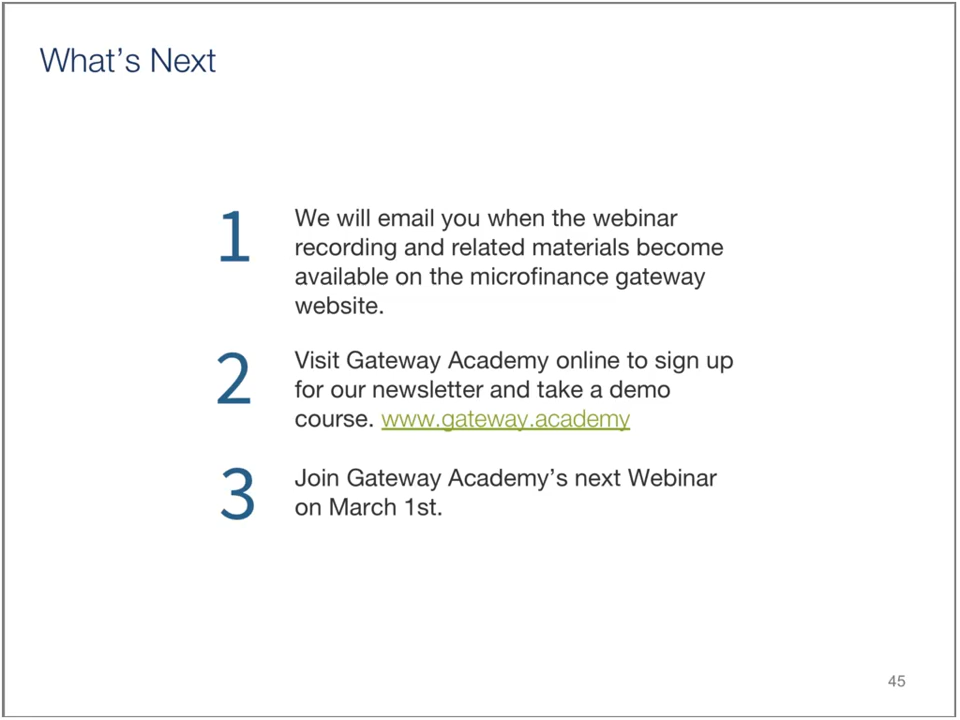 What’s Next
1
We will email you when the webinar
recording and related materials become
available on the microfinance gateway
website.
2
Visit Gateway Academy online to sign up
for our newsletter and take a demo
course. www.gateway.academy
3
Join Gateway Academy’s next Webinar
on March 1st.
45